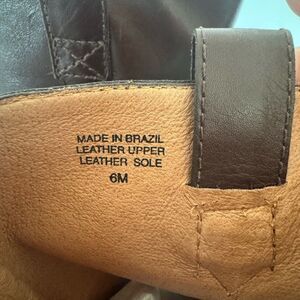 MADE IN BRAZIL
LEATHER UPPER
LEATHER SOLE
6M